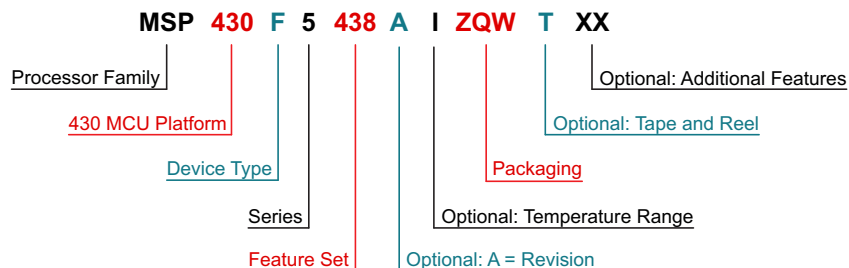 MSP 430 F 5 438 A I ZQW T XX
Processor Family
Optional: Additional Features
430 MCU Platform
Optional: Tape and Reel
Device Type
Packaging
Series
Optional: Temperature Range
Feature Set
Optional: A = Revision